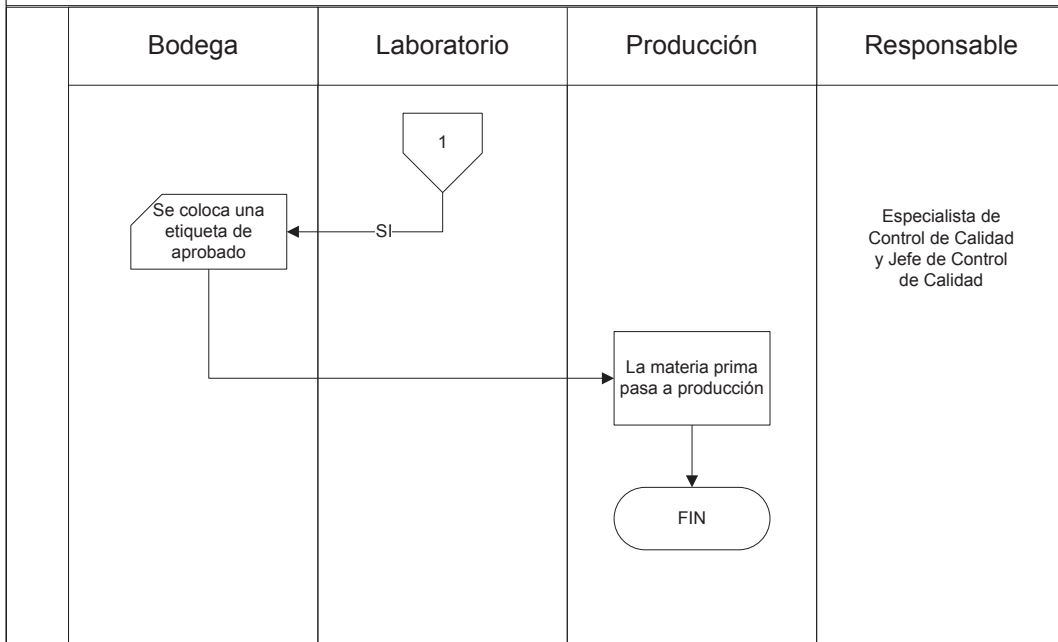 Bodega
Laboratorio
Producción
Responsable
1
SI
Se coloca una
etiqueta de
aprobado
Especialista de
Control de Calidad
y Jefe de Control
de Calidad
La materia prima
pasa a producción
FIN